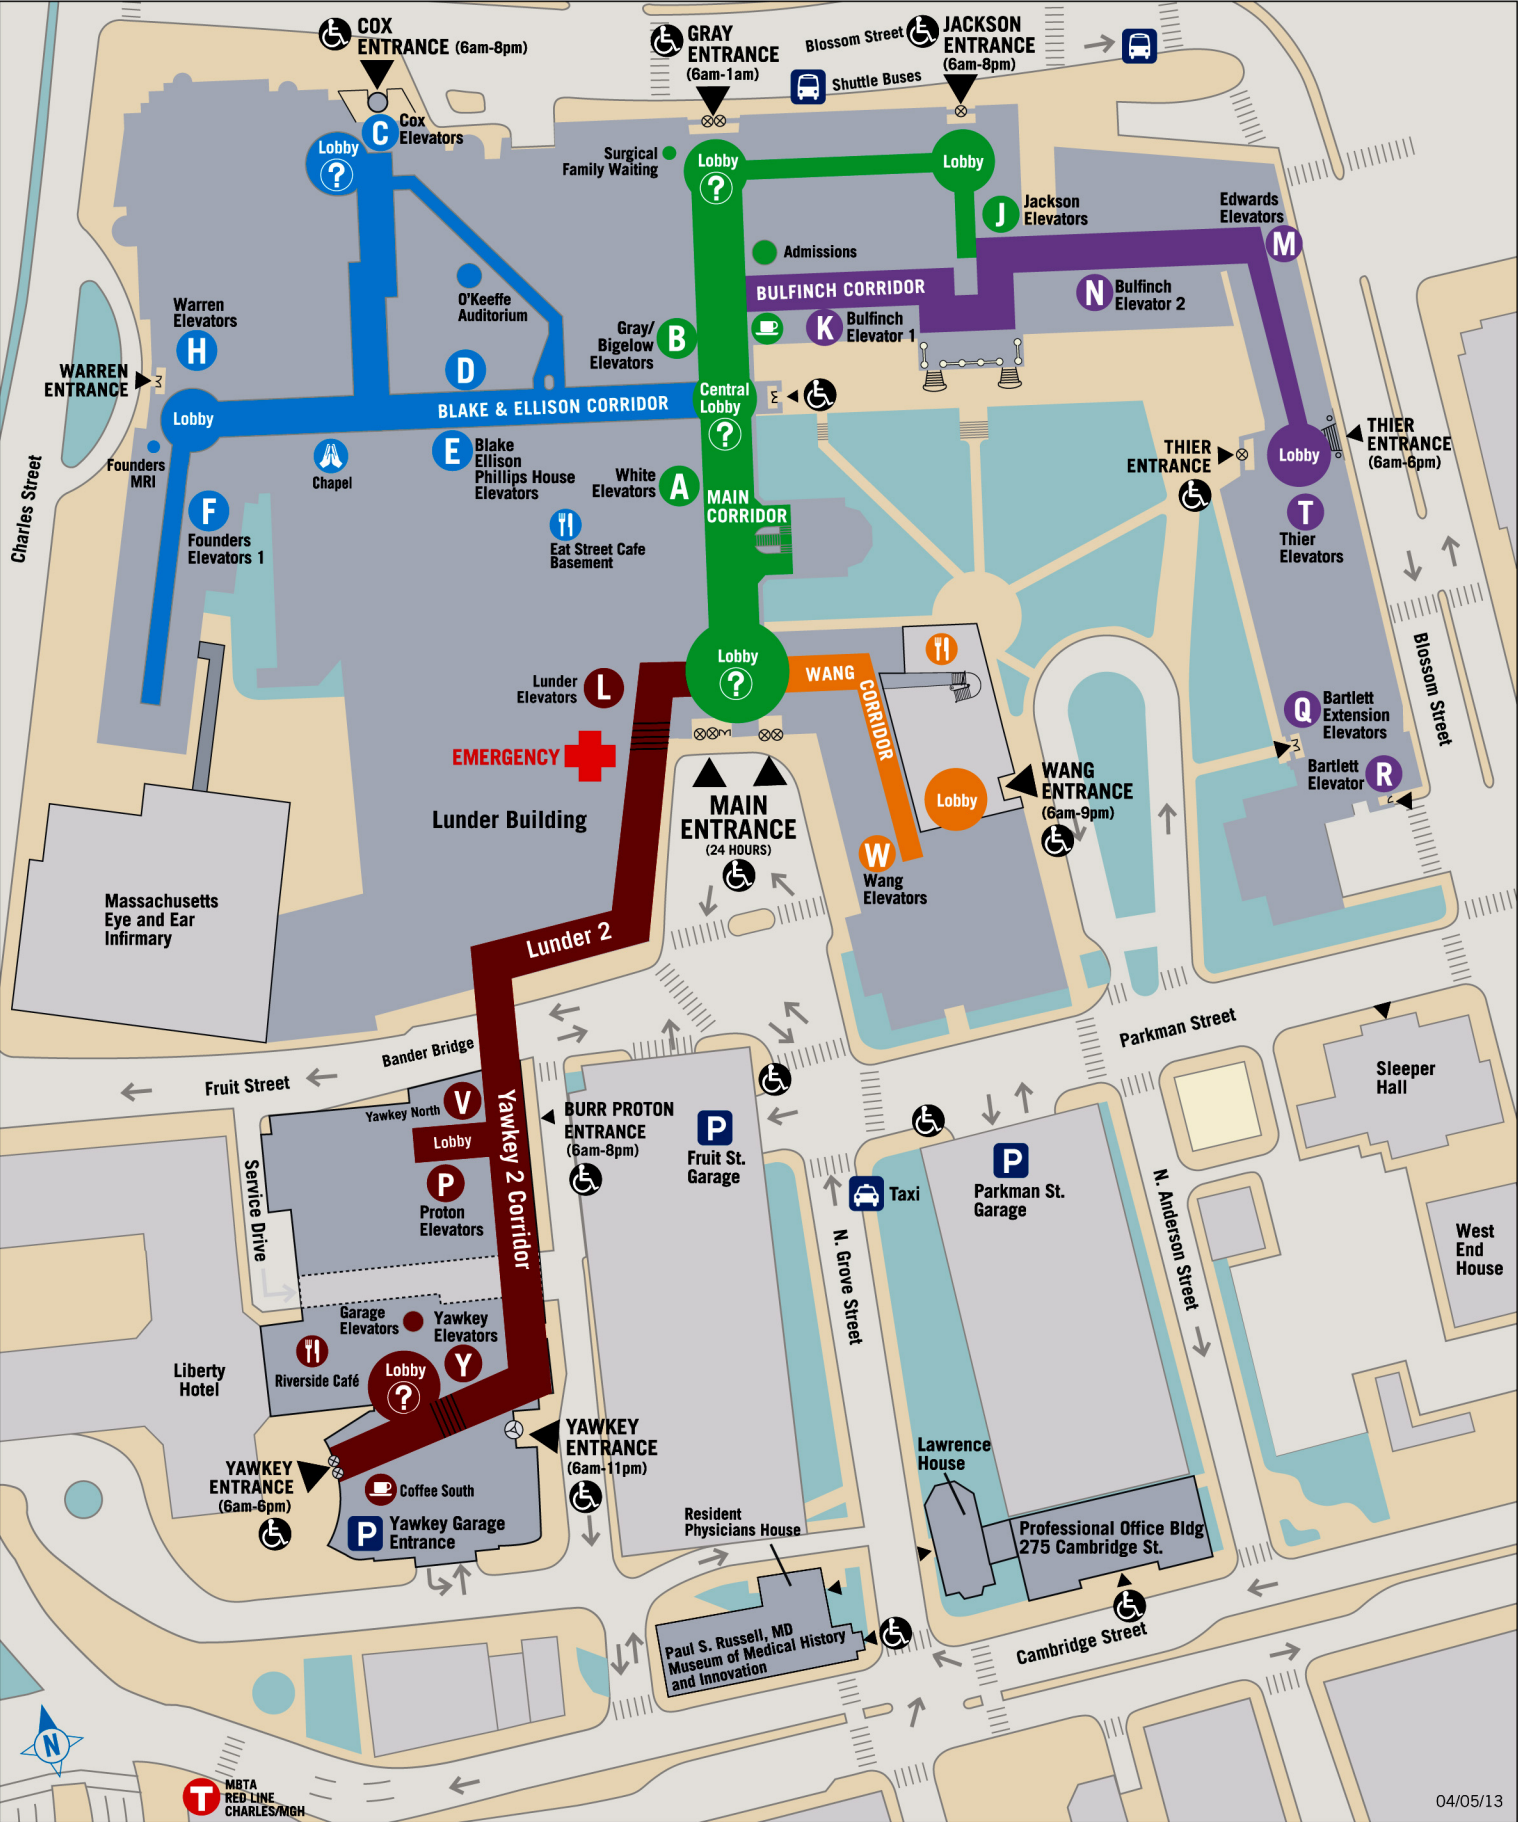 COX
ENTRANCE (6am-8pm)
GRAY
ENTRANCE
(6am-1am)
Blossom Street
JACKSON
ENTRANCE
(6am-8pm)
Shuttle Buses
C
Cox
Elevators
Lobby
?
Surgical
Family Waiting
Lobby
?
Lobby
J
Jackson
Elevators
Edwards
Elevators
M
Admissions
O'Keeffe
Auditorium
BULFINCH CORRIDOR
N
Bulfinch
Elevator 2
Warren
Elevators
H
Gray/
Bigelow
Elevators
B
K
Bulfinch
Elevator 1
WARREN
ENTRANCE
D
Lobby
BLAKE & ELLISON CORRIDOR
Central
Lobby
?
THIER
ENTRANCE
(6am-6pm)
THIER
ENTRANCE
Lobby
Founders
MRI
Chapel
E
Blake
Ellison
Phillips House
Elevators
White
Elevators
A
MAIN
CORRIDOR
Charles Street
F
Founders
Elevators 1
Eat Street Cafe
Basement
T
Thier
Elevators
Blossom Street
Lunder
Elevators
L
Lobby
?
WANG
CORRIDOR
EMERGENCY
Q
Bartlett
Extension
Elevators
Bartlett
Elevator
R
WANG
ENTRANCE
(6am-9pm)
Lobby
Lunder Building
MAIN
ENTRANCE
(24 HOURS)
W
Wang
Elevators
Massachusetts
Eye and Ear
Infirmary
Lunder 2
Parkman Street
Bander Bridge
Fruit Street
Sleeper
Hall
Yawkey North
V
Lobby
Yawkey 2 Corridor
BURR PROTON
ENTRANCE
(6am-8pm)
P
Fruit St.
Garage
P
Parkman St.
Garage
Taxi
Service Drive
P
Proton
Elevators
N. Grove Street
N. Anderson Street
West
End
House
Garage
Elevators
Yawkey
Elevators
Y
Riverside Café
Lobby
?
Liberty
Hotel
YAWKEY
ENTRANCE
(6am-11pm)
YAWKEY
ENTRANCE
(6am-6pm)
Coffee South
P
Yawkey Garage
Entrance
Lawrence
House
Resident
Physicians House
Professional Office Bldg
275 Cambridge St.
Paul S. Russell, MD
Museum of Medical History
and Innovation
Cambridge Street
N
T
MBTA
RED LINE
CHARLES/MGH
04/05/13